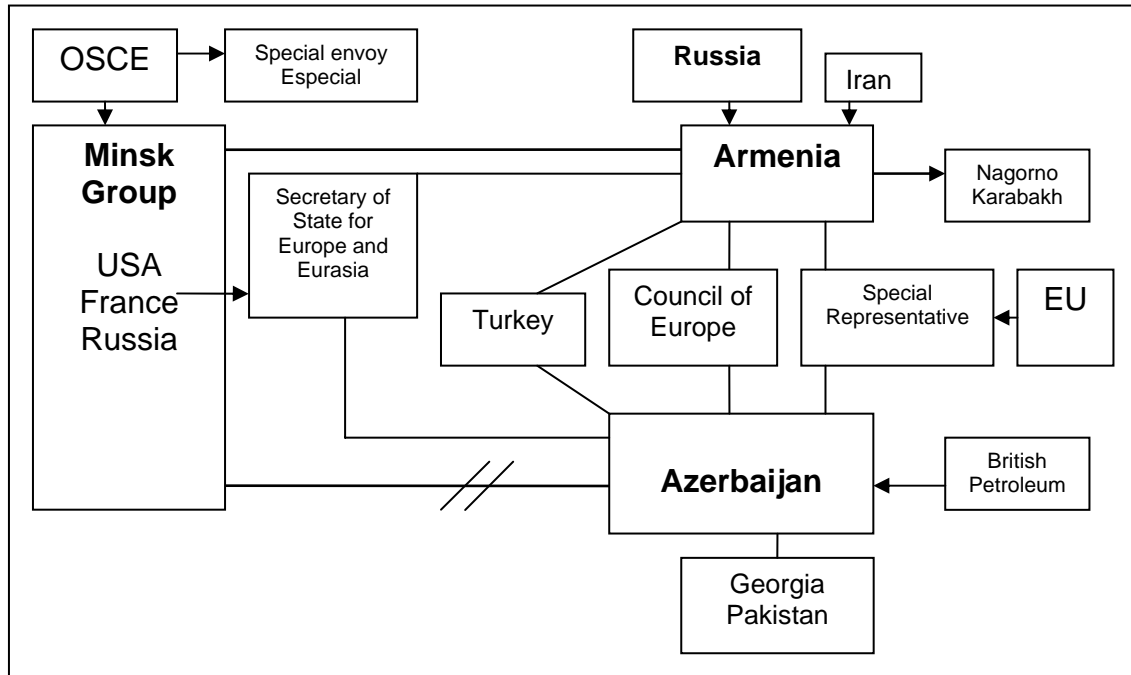 OSCE
Special envoy
Especial
Russia
Iran
Minsk
Group
USA
France
Russia
Secretary of
State for
Europe and
Eurasia
Armenia
Nagorno
Karabakh
Turkey
Council of
Europe
Special
Representative
EU
Azerbaijan
British
Petroleum
Georgia
Pakistan